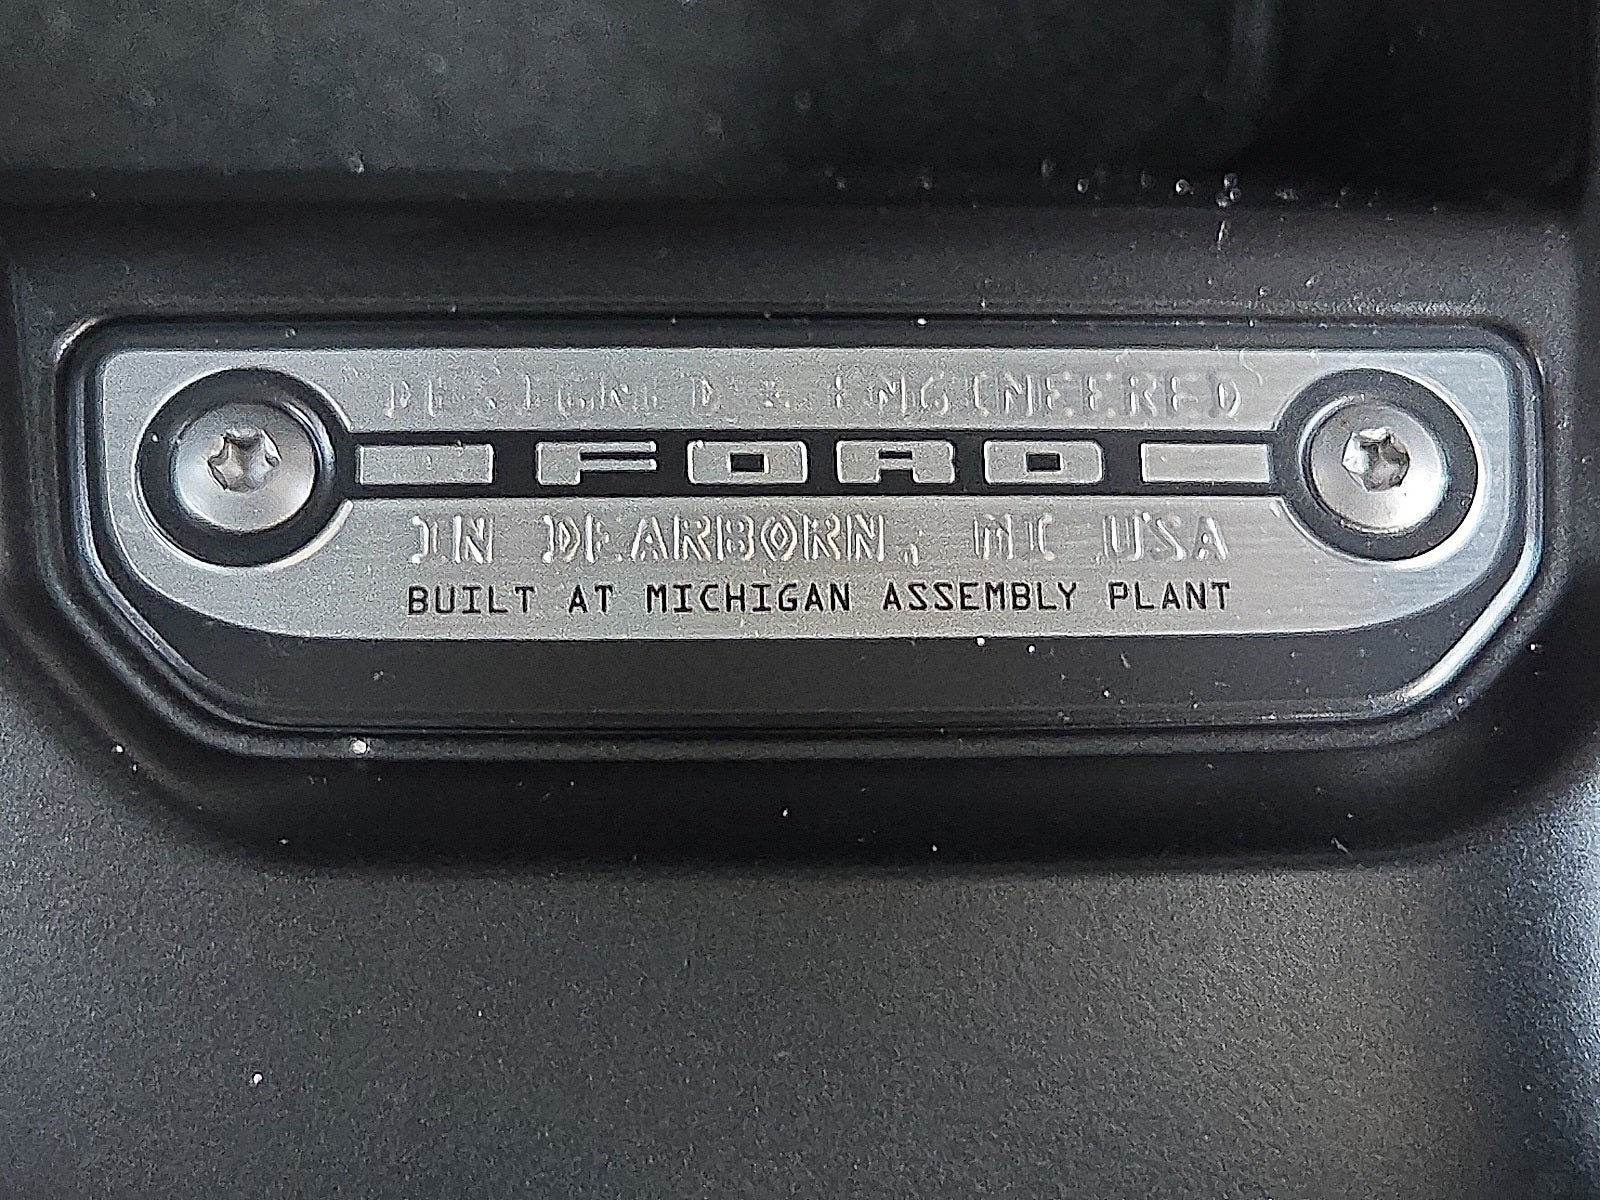 DESIGNED & ENGINEERED
FORD
IN DEARBORN, MI USA
BUILT AT MICHIGAN ASSEMBLY PLANT